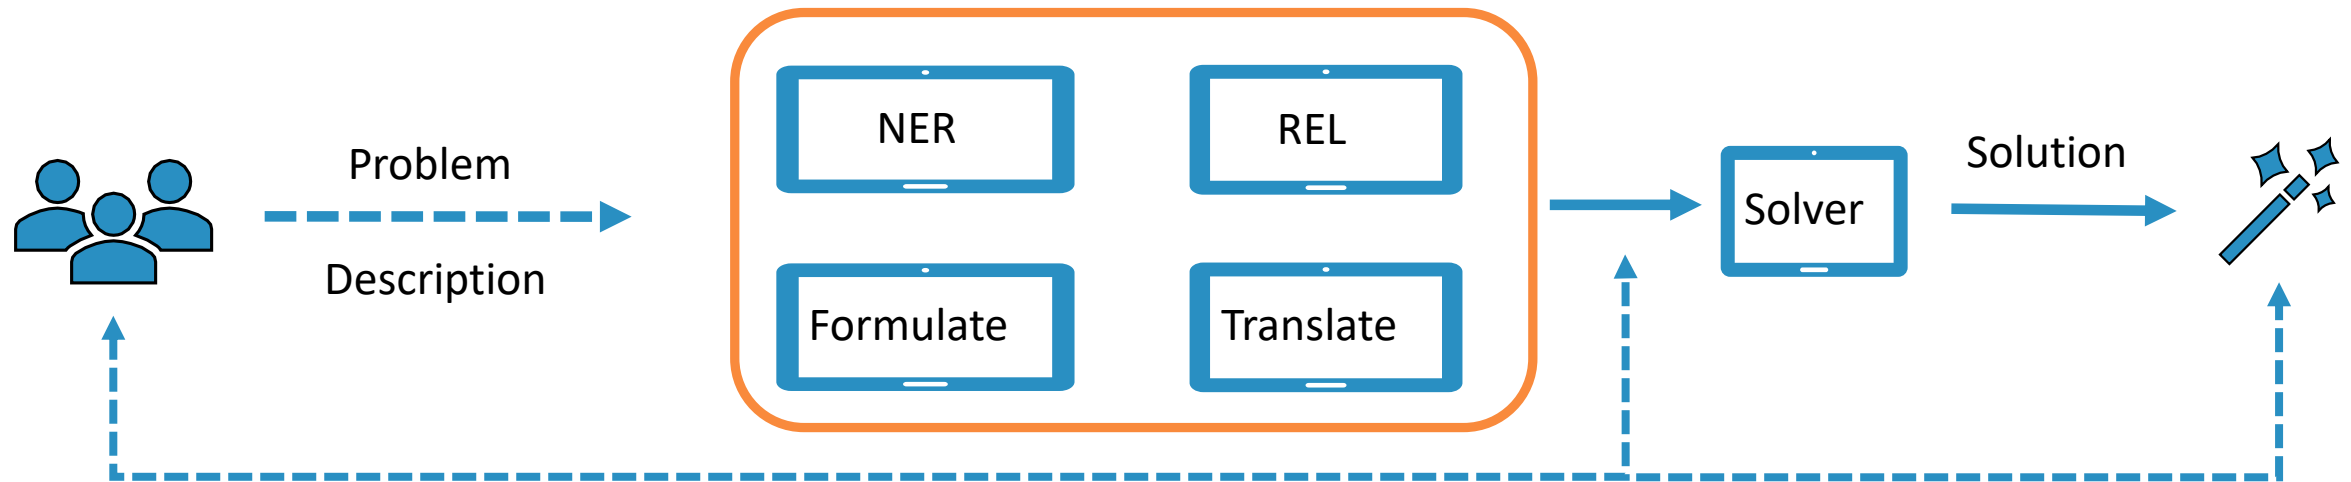 Problem
Description
NER
REL
Formulate
Translate
Solver
Solution